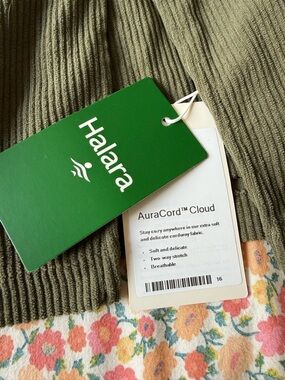 Halara
AuraCord™ Cloud
Stay cozy anywhere in our extra soft
and delicate corduroy fabric.
- Soft and delicate
- Two-way stretch
- Breathable
16